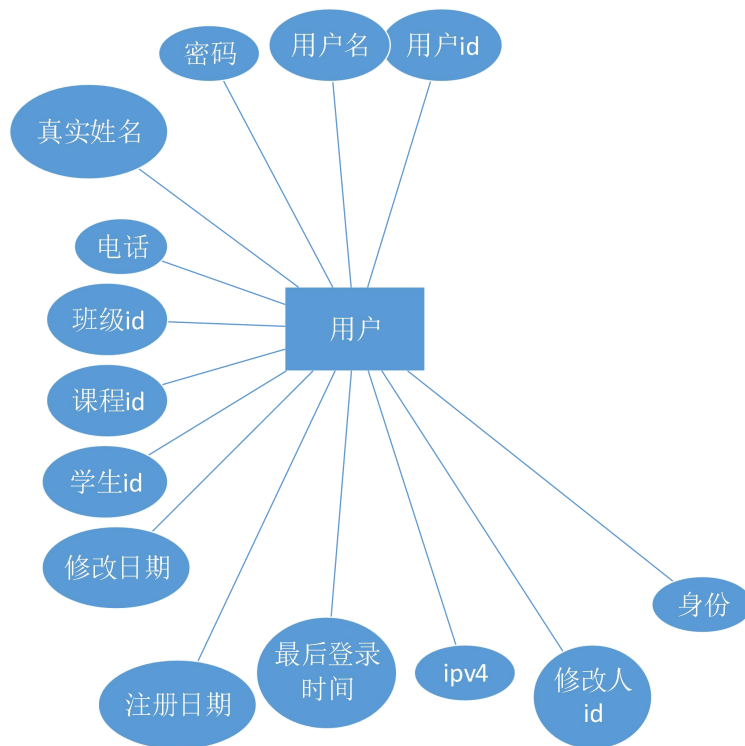 用户名
用户id
密码
真实姓名
电话
班级id
用户
课程id
学生id
修改日期
身份
最后登录
时间
ipv4
修改人
id
注册日期